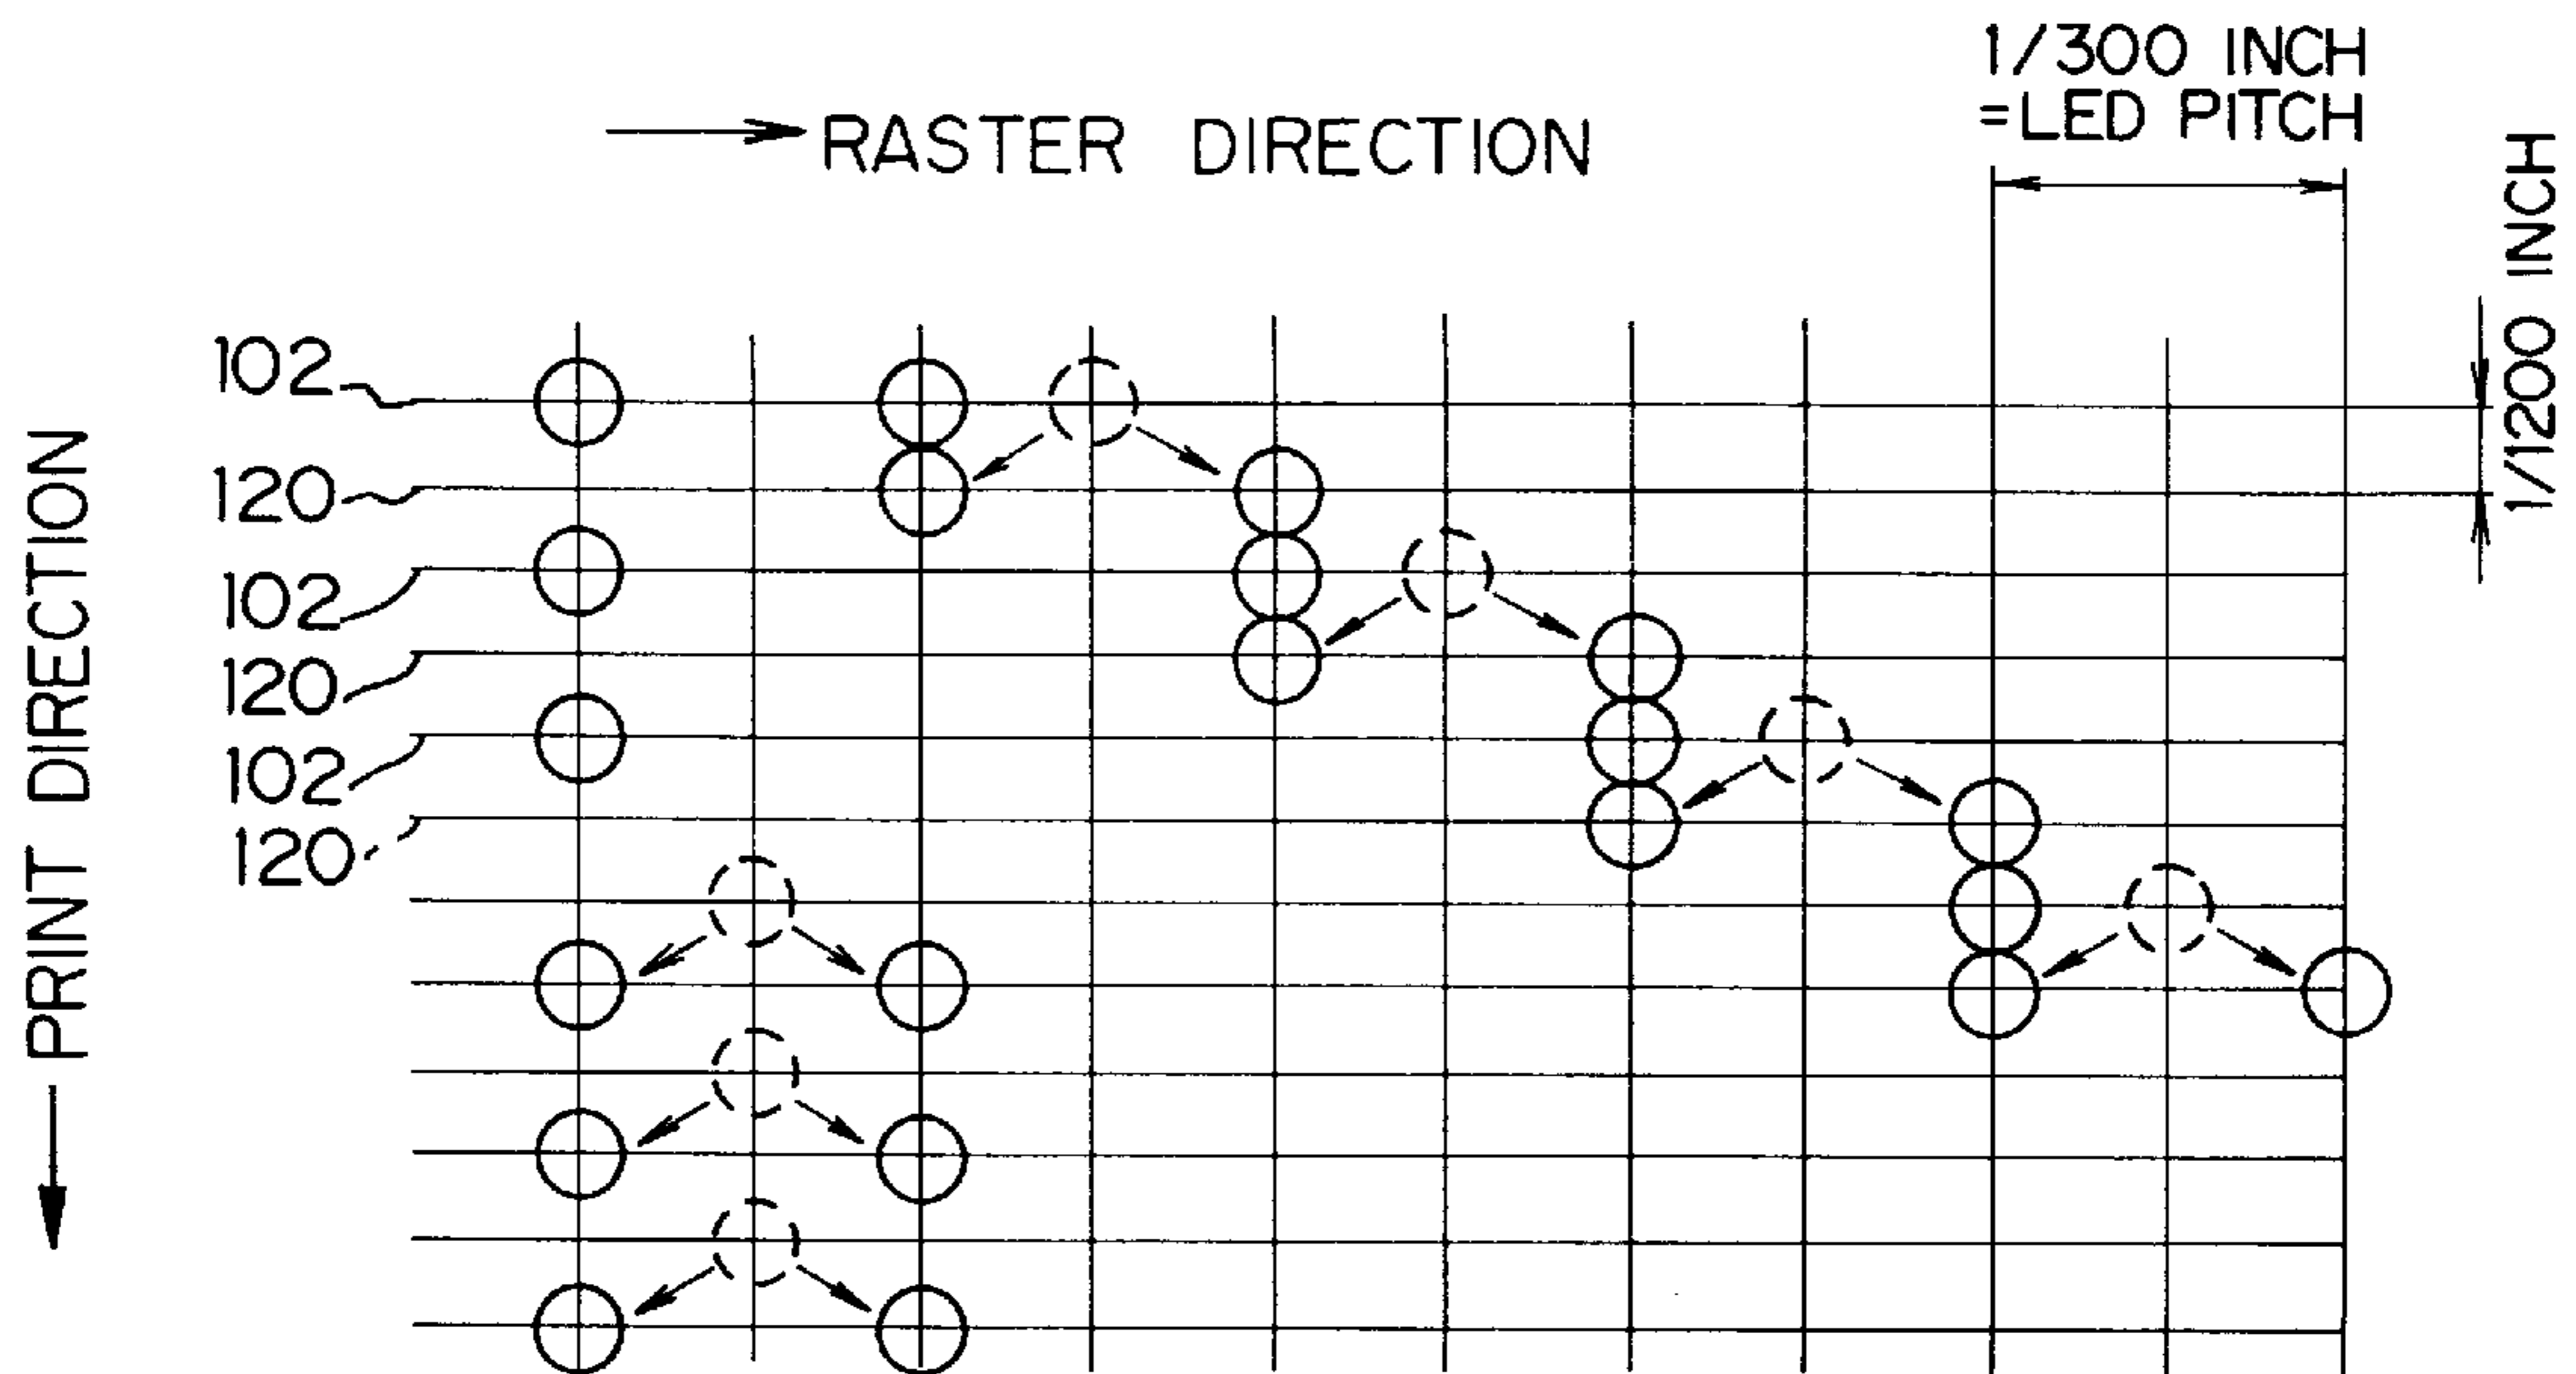 1/300 INCH
=LED PITCH
RASTER DIRECTION
1/1200 INCH
PRINT DIRECTION
102
120
102
120
102
120